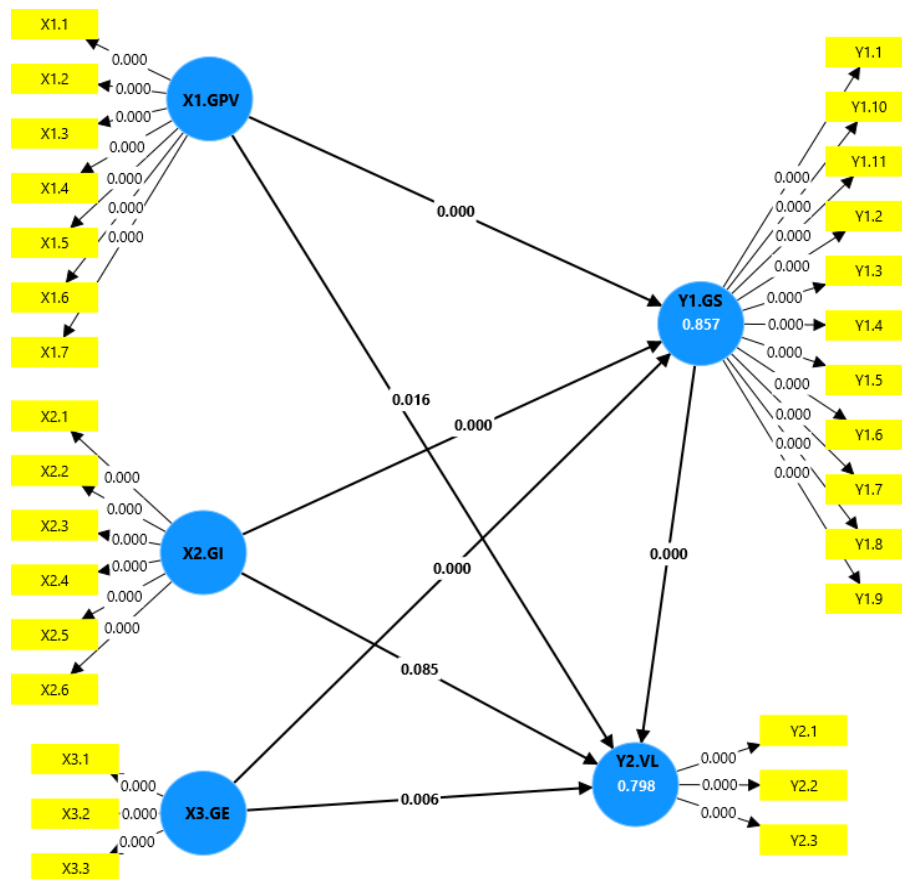 X1.1
X1.2
X1.3
X1.4
X1.5
X1.6
X1.7
0.000
0.000
0.000
0.000
0.000
0.000
0.000
X1.GPV
0.000
0.016
X2.1
X2.2
X2.3
X2.4
X2.5
X2.6
0.000
0.000
0.000
0.000
0.000
0.000
X2.GI
0.000
0.085
X3.1
X3.2
X3.3
0.000
0.000
0.000
X3.GE
0.000
0.006
Y1.GS
0.857
0.000
0.000
0.000
0.000
0.000
0.000
0.000
0.000
0.000
0.000
0.000
0.000
Y1.1
Y1.10
Y1.11
Y1.2
Y1.3
Y1.4
Y1.5
Y1.6
Y1.7
Y1.8
Y1.9
Y2.VL
0.798
0.000
0.000
0.000
Y2.1
Y2.2
Y2.3